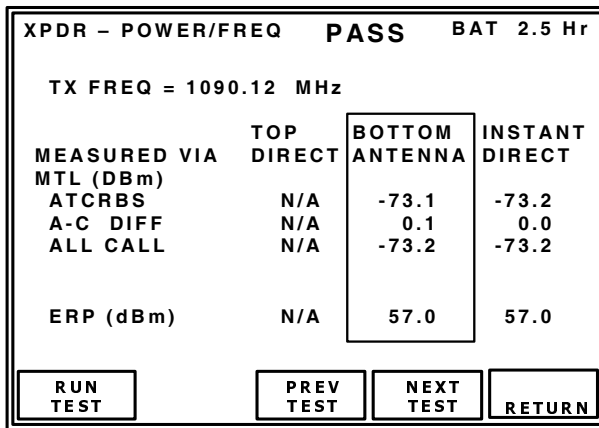 XPDR – POWER/FREQ PASS BAT 2.5 Hr
TX FREQ = 1090.12 MHz
TOP BOTTOM INSTANT
MEASURED VIA DIRECT ANTENNA DIRECT
MTL (DBm)
ATCRBS N/A -73.1 -73.2
A-C DIFF N/A 0.1 0.0
ALL CALL N/A -73.2 -73.2
ERP (dBm) N/A 57.0 57.0
RUN PREV NEXT
TEST TEST TEST RETURN